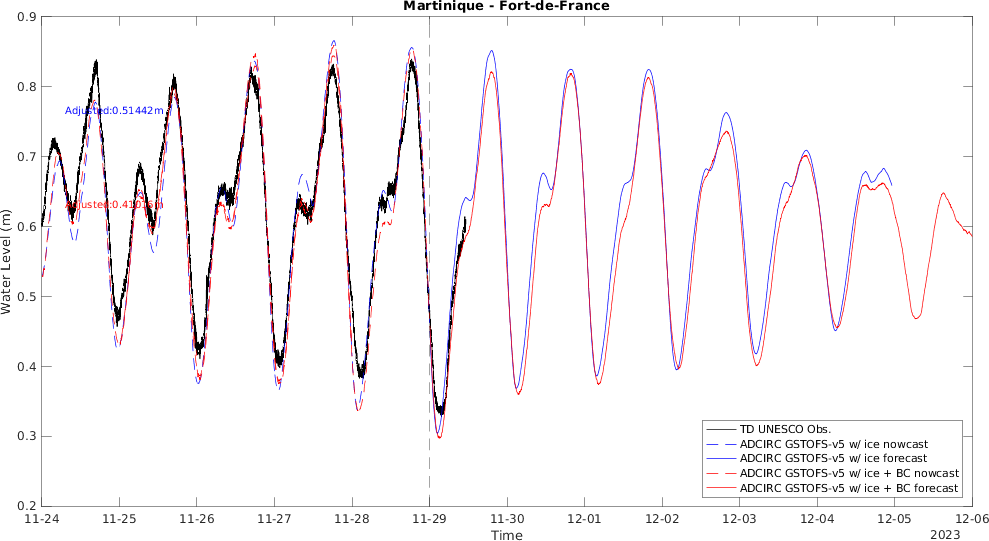 Martinique - Fort-de-France
0.9
0.8
0.7
0.6
0.5
0.4
0.3
0.2
Water Level (m)
Adjusted:0.51442m
11-24
11-25
11-26
11-27
11-28
11-29
11-30
12-01
12-02
12-03
12-04
12-05
12-06
Time
2023
TD UNESCO Obs.
ADCIRC GSTOFS-v5 w/ ice nowcast
ADCIRC GSTOFS-v5 w/ ice forecast
ADCIRC GSTOFS-v5 w/ ice + BC nowcast
ADCIRC GSTOFS-v5 w/ ice + BC forecast